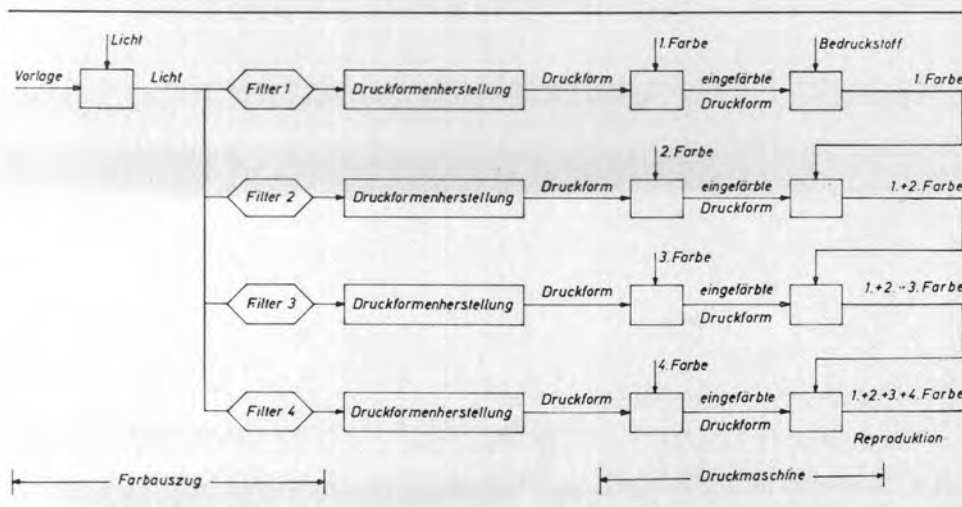 Licht
1. Farbe
Bedruckstoff
Vorlage
Licht
Filter 1
Druckformenherstellung
Druckform
eingefärbte
Druckform
1. Farbe
2. Farbe
Filter 2
Druckformenherstellung
Druckform
eingefärbte
Druckform
1.+2. Farbe
3. Farbe
Filter 3
Druckformenherstellung
Druckform
eingefärbte
Druckform
1.+2.+3. Farbe
4. Farbe
Filter 4
Druckformenherstellung
Druckform
eingefärbte
Druckform
1.+2.+3.+4. Farbe
Reproduktion
Farbauszug
Druckmaschine